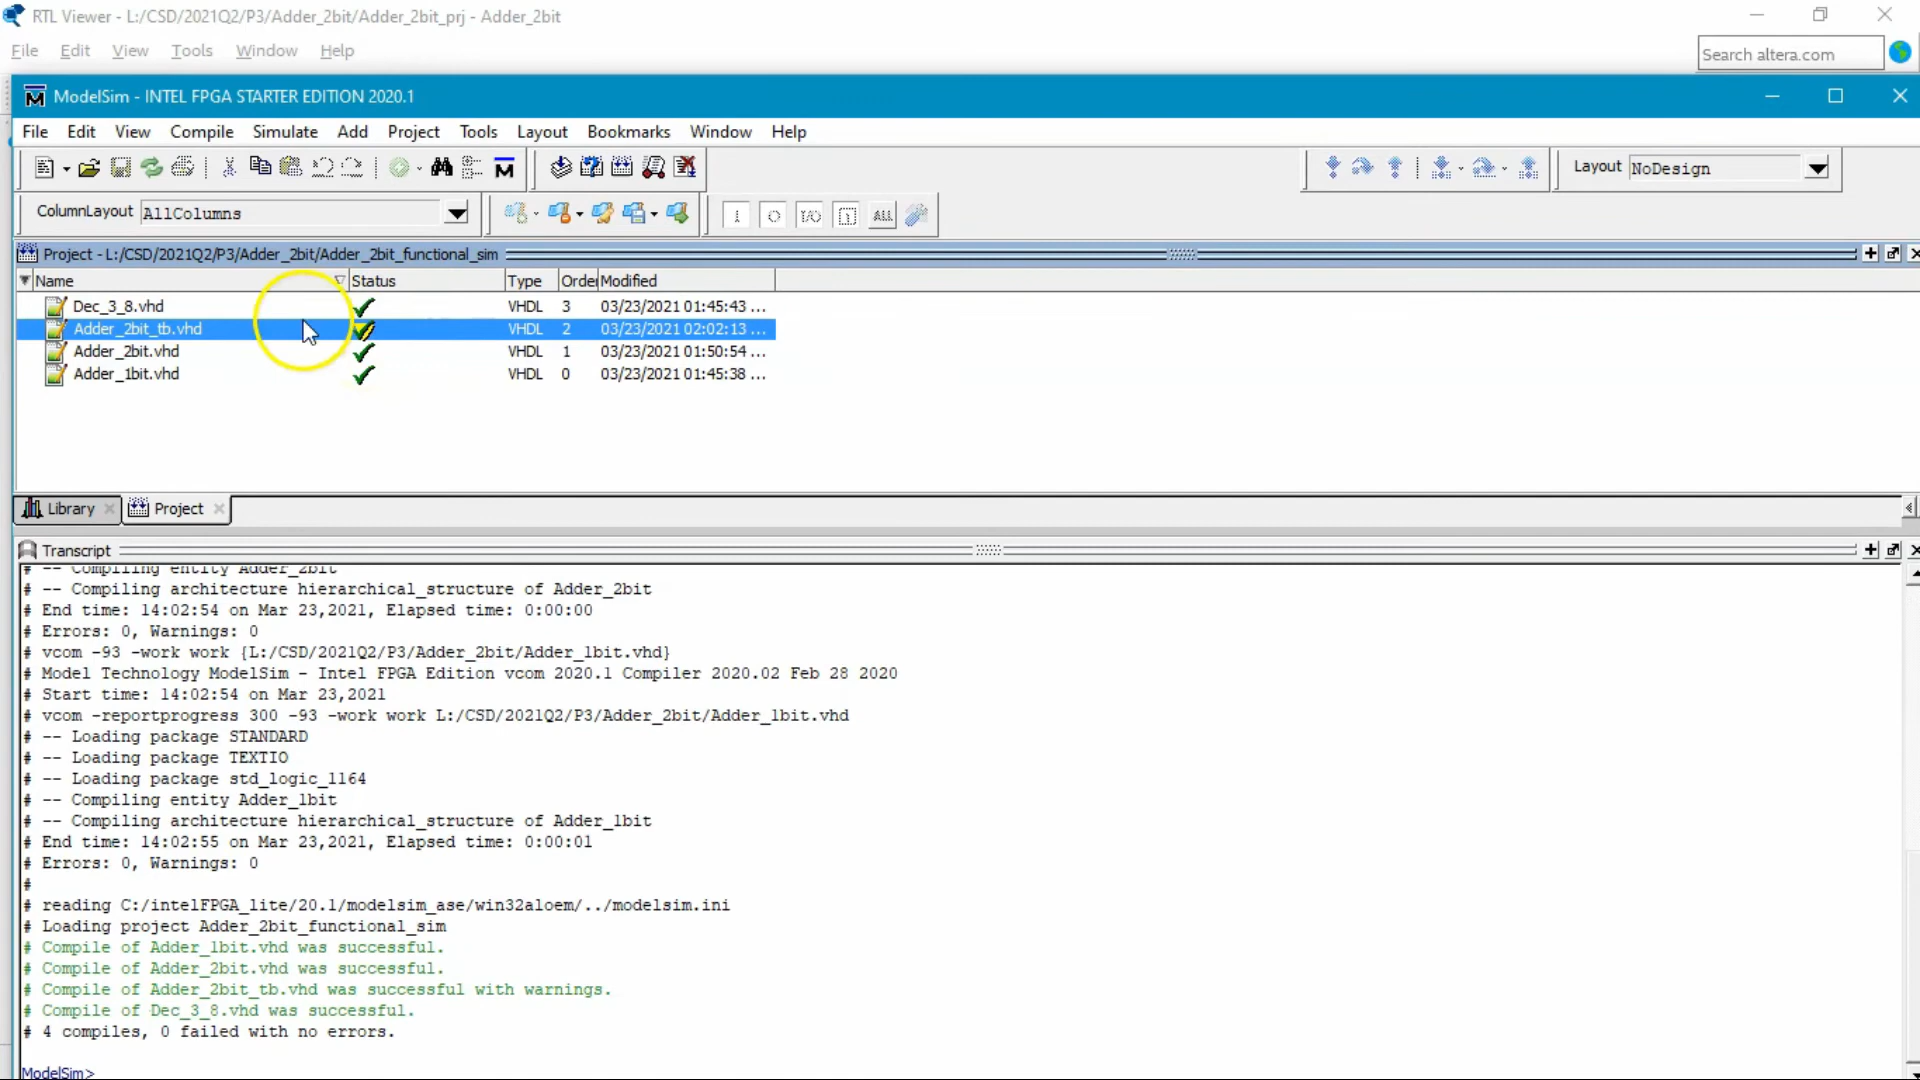 RTL Viewer - L:/CSD/2021Q2/P3/Adder_2bit/Adder_2bit_prj - Adder_2bit
File Edit View Tools Window Help
Search altera.com
ModelSim - INTEL FPGA STARTER EDITION 2020.1
File Edit View Compile Simulate Add Project Tools Layout Bookmarks Window Help
Layout NoDesign
ColumnLayout AllColumns
I O I/O ALL
Project - L:/CSD/2021Q2/P3/Adder_2bit/Adder_2bit_functional_sim
Name Status Type Order Modified
Dec_3_8.vhd VHDL 3 03/23/2021 01:45:43 ...
Adder_2bit_tb.vhd VHDL 2 03/23/2021 02:02:13 ...
Adder_2bit.vhd VHDL 1 03/23/2021 01:50:54 ...
Adder_1bit.vhd VHDL 0 03/23/2021 01:45:38 ...
Library Project
Transcript
# -- Compiling entity Adder_2bit
# -- Compiling architecture hierarchical_structure of Adder_2bit
# End time: 14:02:54 on Mar 23,2021, Elapsed time: 0:00:00
# Errors: 0, Warnings: 0
# vcom -93 -work work {L:/CSD/2021Q2/P3/Adder_2bit/Adder_1bit.vhd}
# Model Technology ModelSim - Intel FPGA Edition vcom 2020.1 Compiler 2020.02 Feb 28 2020
# Start time: 14:02:54 on Mar 23,2021
# vcom -reportprogress 300 -93 -work work L:/CSD/2021Q2/P3/Adder_2bit/Adder_1bit.vhd
# -- Loading package STANDARD
# -- Loading package TEXTIO
# -- Loading package std_logic_1164
# -- Compiling entity Adder_1bit
# -- Compiling architecture hierarchical_structure of Adder_1bit
# End time: 14:02:55 on Mar 23,2021, Elapsed time: 0:00:01
# Errors: 0, Warnings: 0
#
# reading C:/intelFPGA_lite/20.1/modelsim_ase/win32aloem/../modelsim.ini
# Loading project Adder_2bit_functional_sim
# Compile of Adder_1bit.vhd was successful.
# Compile of Adder_2bit.vhd was successful.
# Compile of Adder_2bit_tb.vhd was successful with warnings.
# Compile of Dec_3_8.vhd was successful.
# 4 compiles, 0 failed with no errors.
ModelSim>